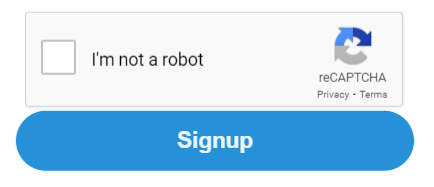 I'm not a robot
reCAPTCHA
Privacy • Terms
Signup